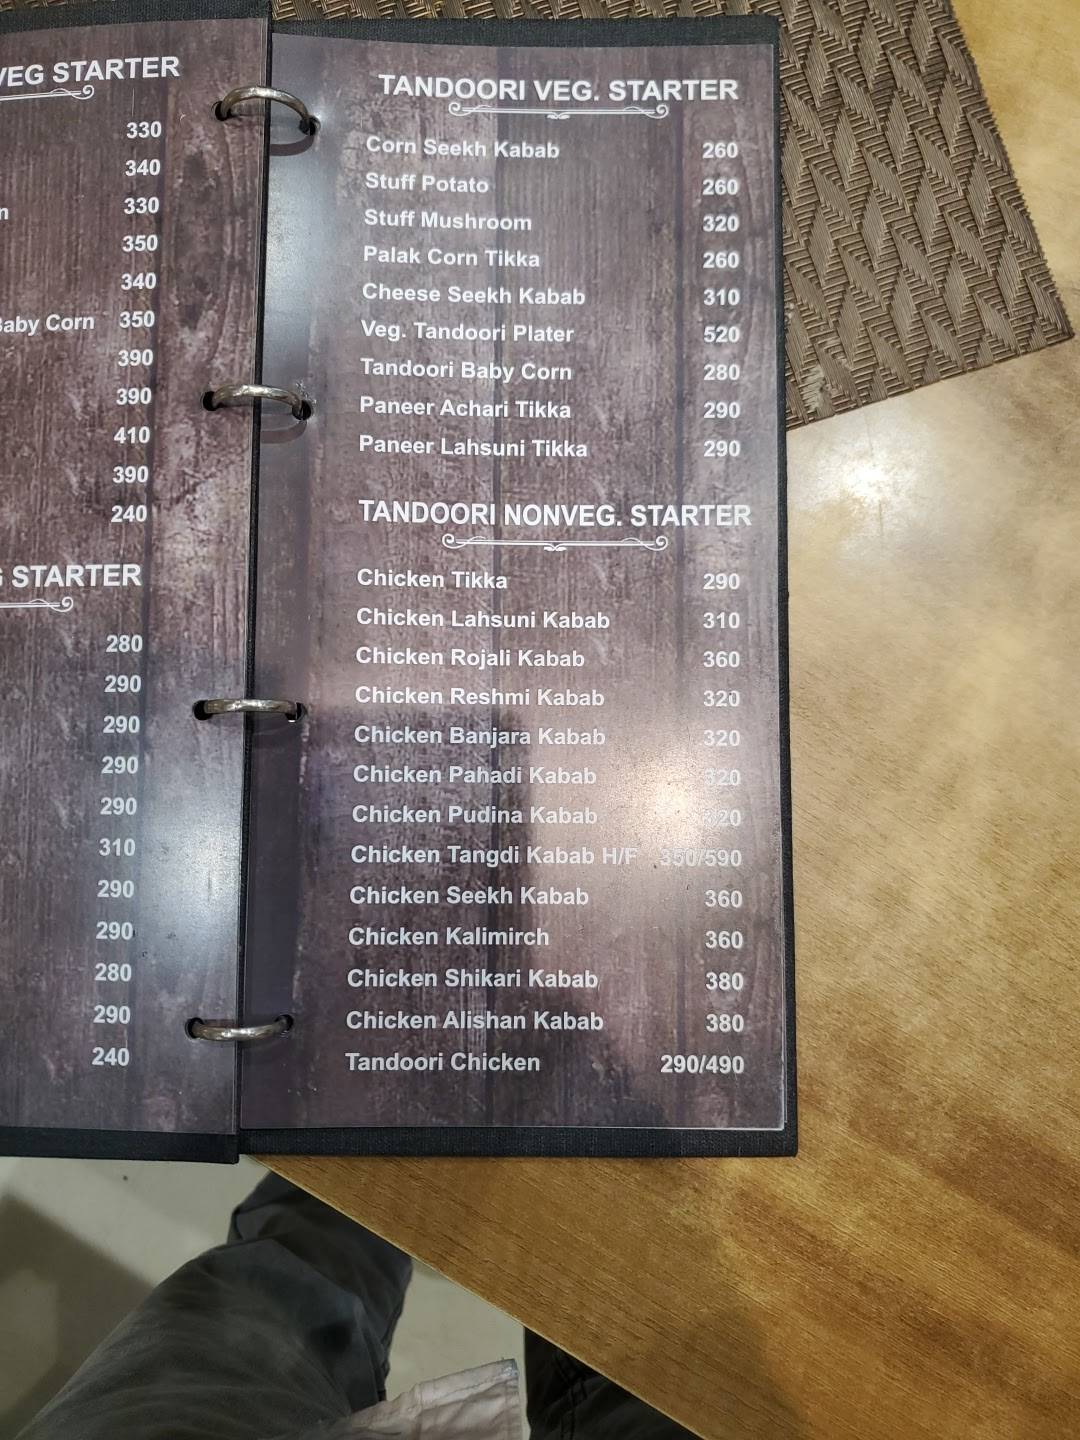 VEG STARTER
330
340
330
350
340
Baby Corn 350
390
390
410
390
240
STARTER
280
290
290
290
290
310
290
290
280
290
240
TANDOORI VEG. STARTER
Corn Seekh Kabab 260
Stuff Potato 260
Stuff Mushroom 320
Palak Corn Tikka 260
Cheese Seekh Kabab 310
Veg. Tandoori Plater 520
Tandoori Baby Corn 280
Paneer Achari Tikka 290
Paneer Lahsuni Tikka 290
TANDOORI NONVEG. STARTER
Chicken Tikka 290
Chicken Lahsuni Kabab 310
Chicken Rojali Kabab 360
Chicken Reshmi Kabab 320
Chicken Banjara Kabab 320
Chicken Pahadi Kabab 320
Chicken Pudina Kabab 320
Chicken Tangdi Kabab H/F 350/590
Chicken Seekh Kabab 360
Chicken Kalimirch 360
Chicken Shikari Kabab 380
Chicken Alishan Kabab 380
Tandoori Chicken 290/490